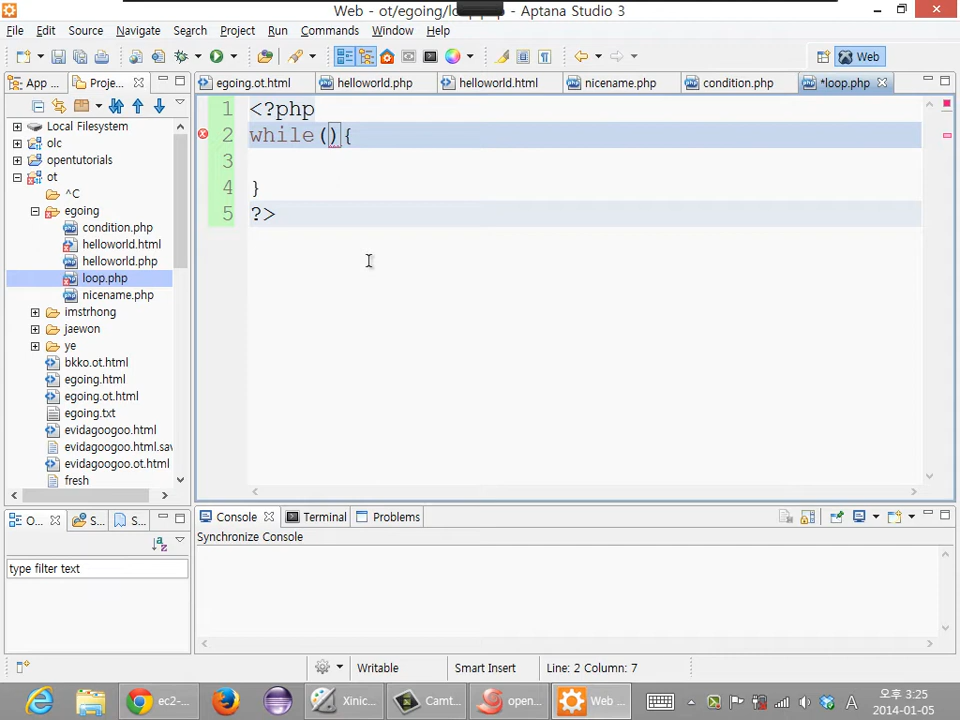 Web - ot/egoing/loop.php - Aptana Studio 3
File Edit Source Navigate Search Project Run Commands Window Help
Web
App ...
Proje...
egoing.ot.html
helloworld.php
helloworld.html
nicename.php
condition.php
*loop.php
Local Filesystem
olc
opentutorials
ot
^C
egoing
condition.php
helloworld.html
helloworld.php
loop.php
nicename.php
imstrhong
jaewon
ye
bkko.ot.html
egoing.html
egoing.ot.html
egoing.txt
evidagoogoo.html
evidagoogoo.html.sav
evidagoogoo.ot.html
fresh
1 <?php
2 while(){
3
4 }
5 ?>
O...
S...
S...
type filter text
Console
Terminal
Problems
Synchronize Console
Writable
Smart Insert
Line: 2 Column: 7
ec2-...
Xinic...
Camt...
open...
Web ...
A
오후 3:25
2014-01-05